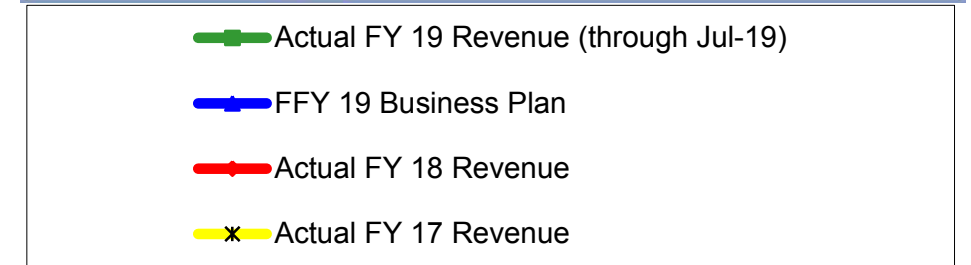 Actual FY 19 Revenue (through Jul-19)
FFY 19 Business Plan
Actual FY 18 Revenue
Actual FY 17 Revenue